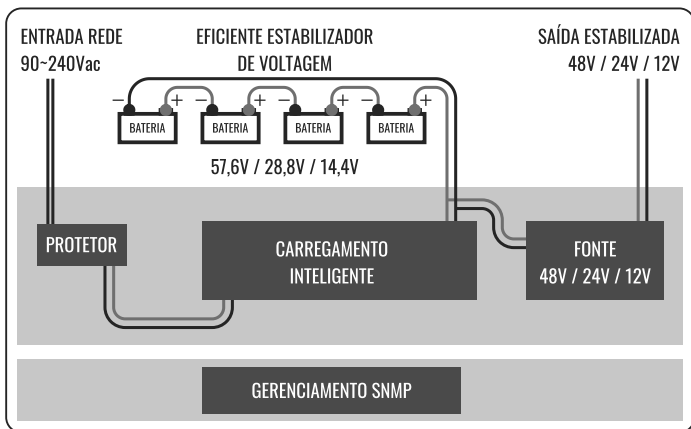 ENTRADA REDE
90~240Vac
EFICIENTE ESTABILIZADOR
DE VOLTAGEM
SAÍDA ESTABILIZADA
48V / 24V / 12V
− + − + − + − +
BATERIA BATERIA BATERIA BATERIA
57,6V / 28,8V / 14,4V
PROTETOR
CARREGAMENTO
INTELIGENTE
FONTE
48V / 24V / 12V
GERENCIAMENTO SNMP